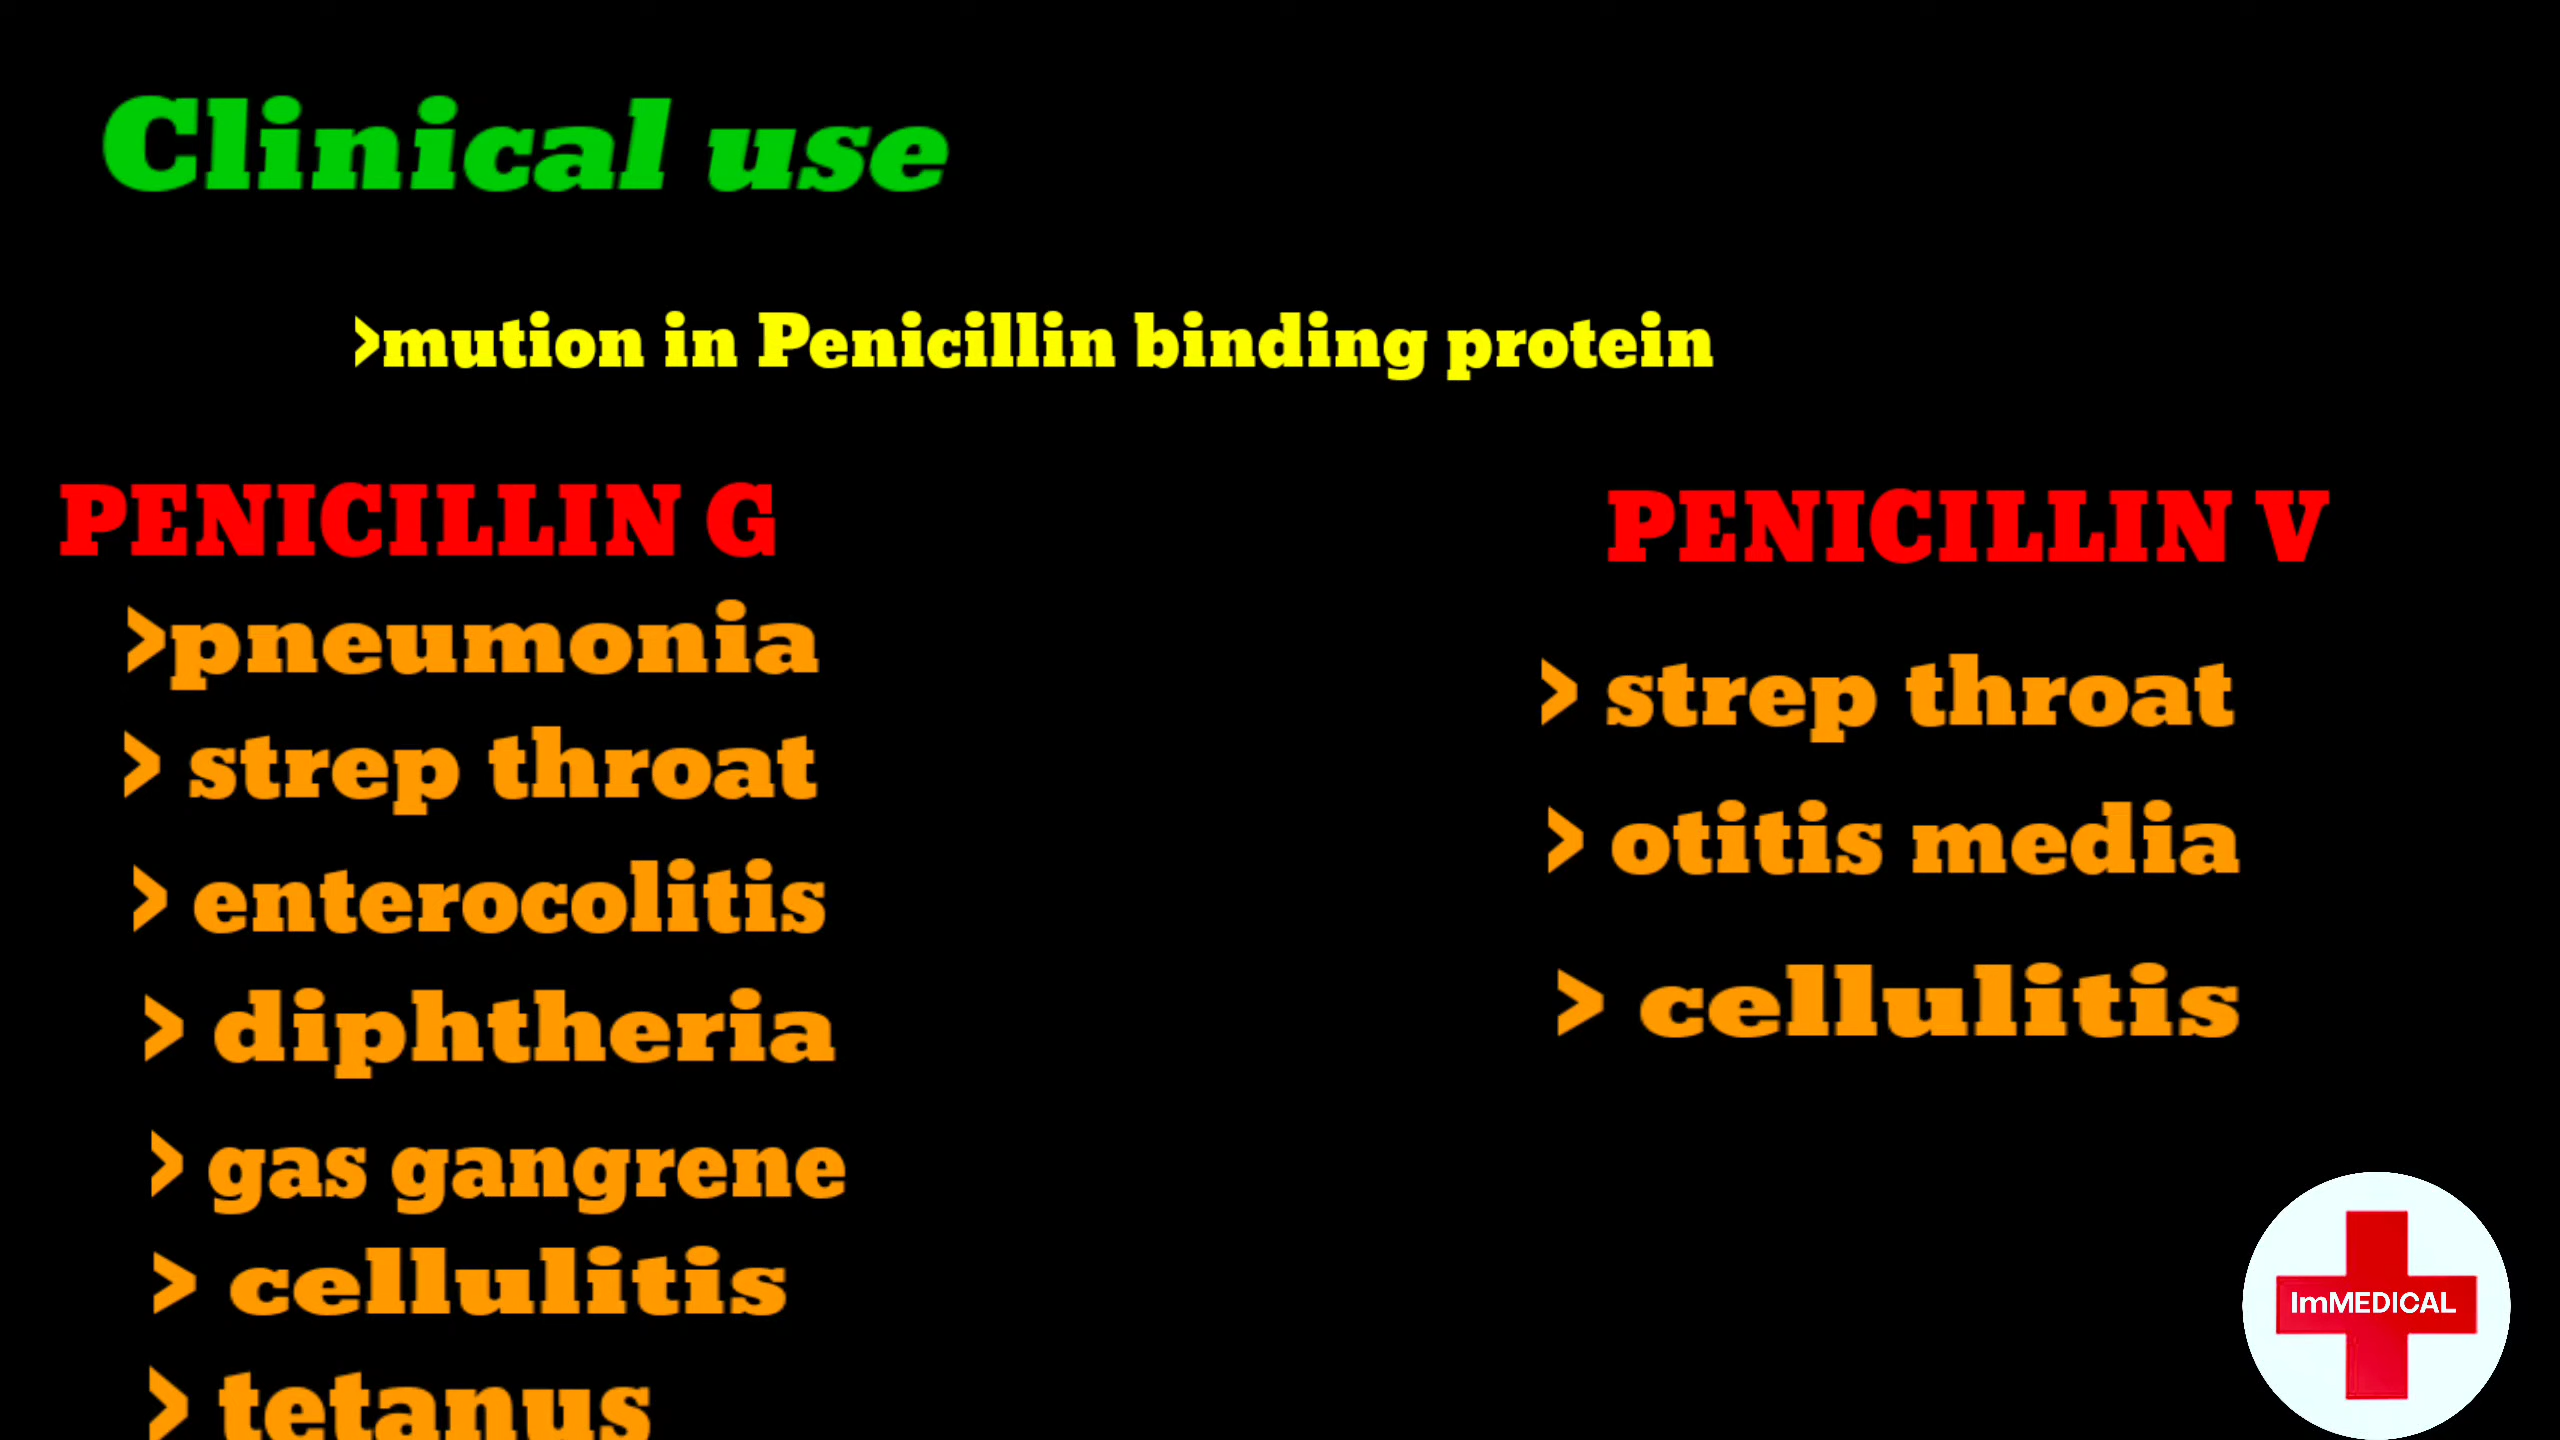 Clinical use
>mution in Penicillin binding protein
PENICILLIN G
>pneumonia
> strep throat
> enterocolitis
> diphtheria
> gas gangrene
> cellulitis
> tetanus
PENICILLIN V
> strep throat
> otitis media
> cellulitis
ImMEDICAL